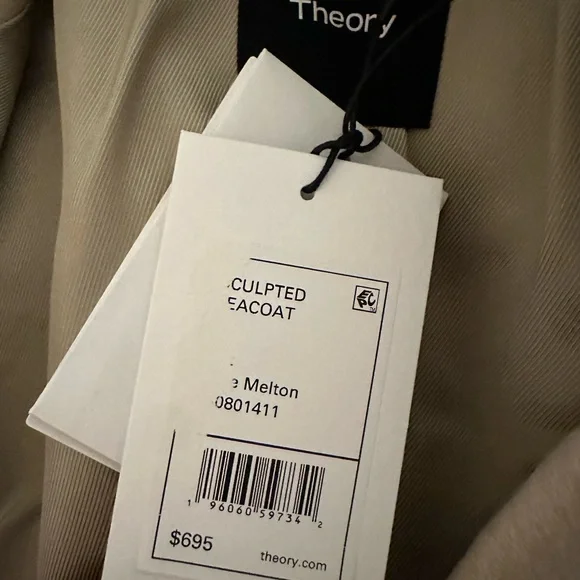 Theory
CULPTED
EACOAT
e Melton
0801411
1 96060 59734 2
$695
theory.com